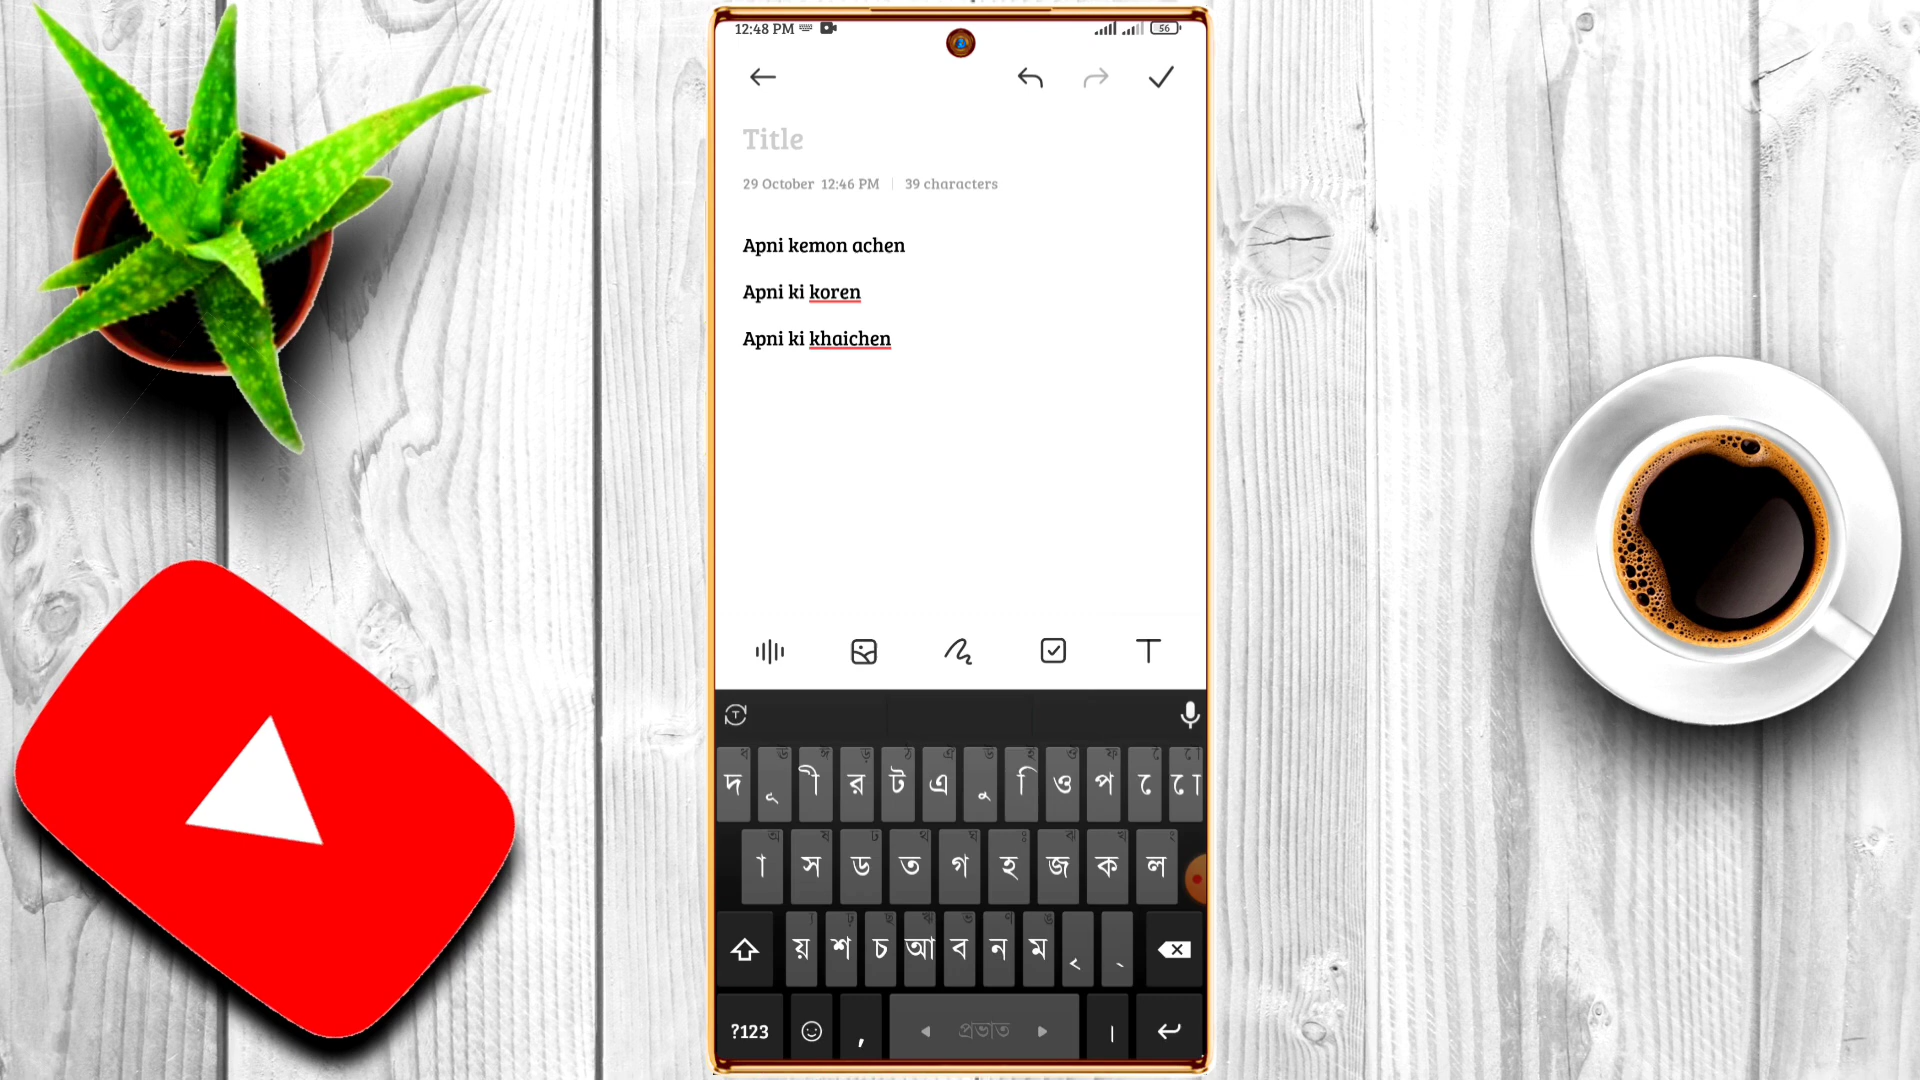 12:48 PM
56
Title
29 October 12:46 PM | 39 characters
Apni kemon achen
Apni ki koren
Apni ki khaichen
T
দ ূ ী র ট এ ু ি ও প ে ো
া স ড ত গ হ জ ক ল
য় শ চ আ ব ন ম ৃ ্
?123 , প্রভাত ।